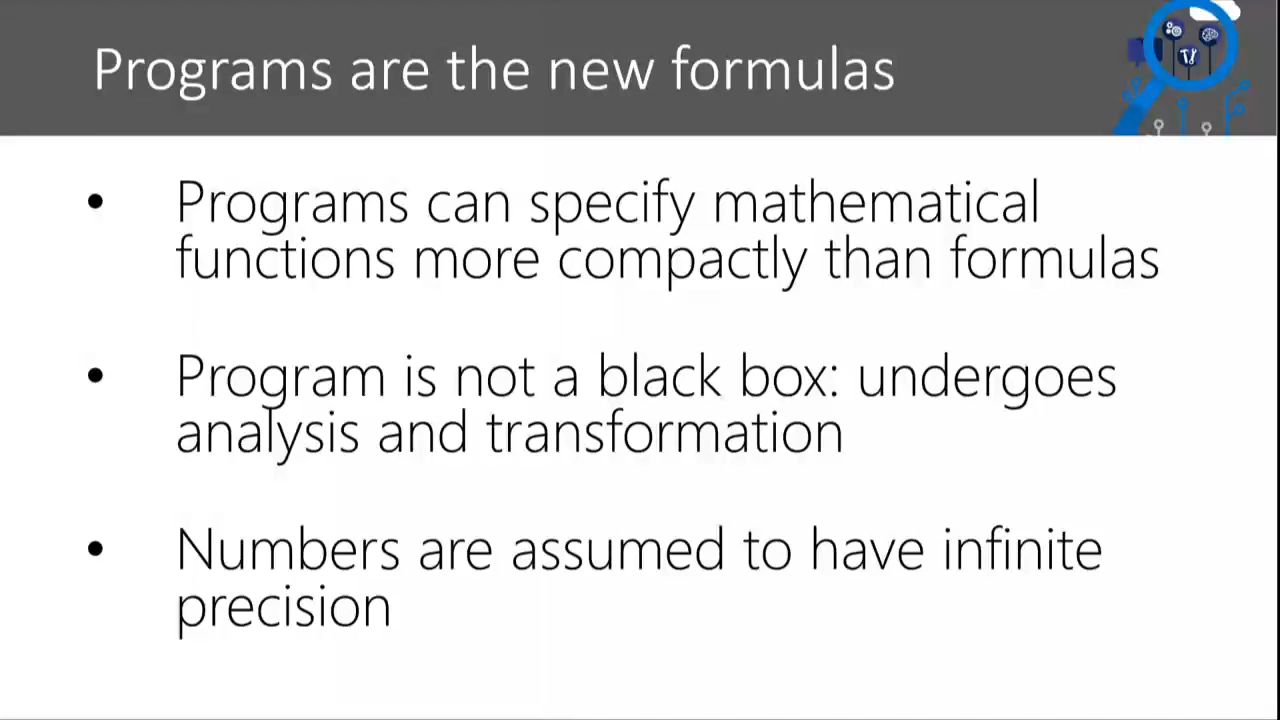 Programs are the new formulas
• Programs can specify mathematical
functions more compactly than formulas
• Program is not a black box: undergoes
analysis and transformation
• Numbers are assumed to have infinite
precision